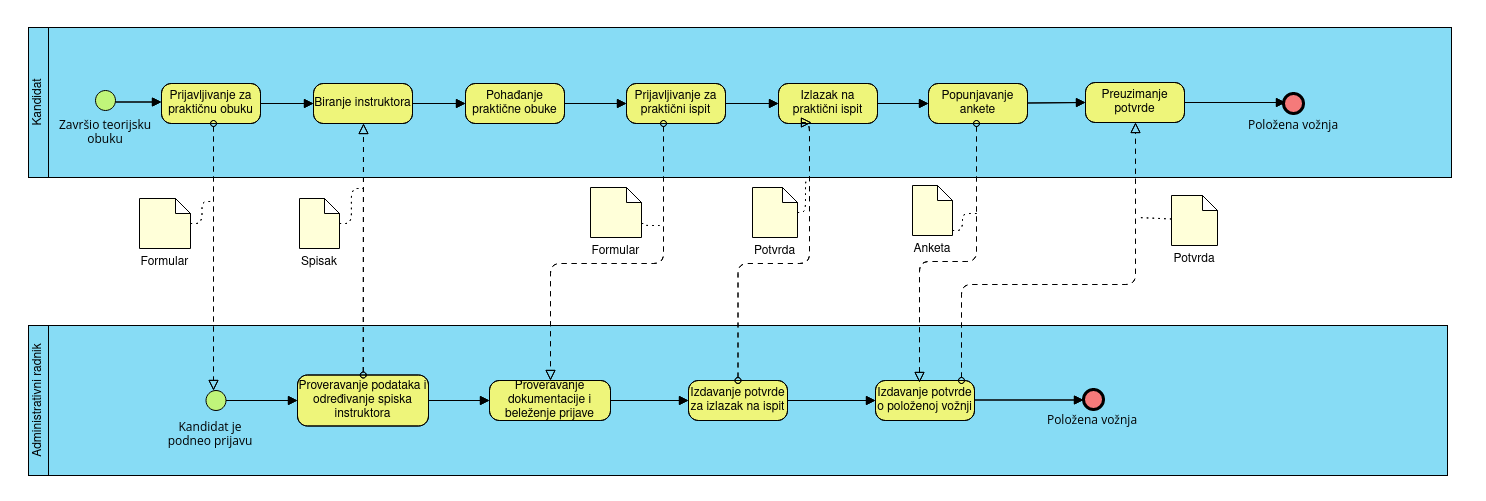 Kandidat
Završio teorijsku
obuku
Prijavljivanje za
praktičnu obuku
Biranje instruktora
Pohađanje
praktične obuke
Prijavljivanje za
praktični ispit
Izlazak na
praktični ispit
Popunjavanje
ankete
Preuzimanje
potvrde
Položena vožnja
Formular
Spisak
Formular
Potvrda
Anketa
Potvrda
Administrativni radnik
Kandidat je
podneo prijavu
Proveravanje podataka i
određivanje spiska
instruktora
Proveravanje
dokumentacije i
beleženje prijave
Izdavanje potvrde
za izlazak na ispit
Izdavanje potvrde
o položenoj vožnji
Položena vožnja